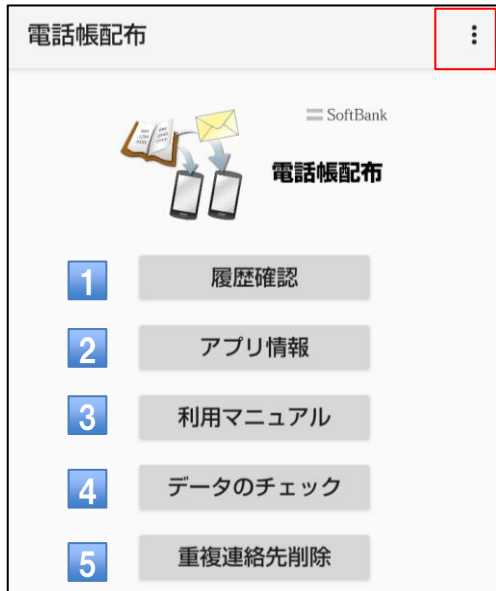 電話帳配布
SoftBank
電話帳配布
1 履歴確認
2 アプリ情報
3 利用マニュアル
4 データのチェック
5 重複連絡先削除